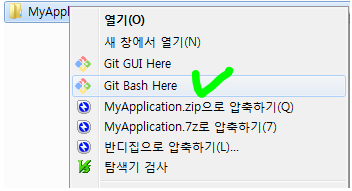 MyAppl
열기(O)
새 창에서 열기(N)
Git GUI Here
Git Bash Here
MyApplication.zip으로 압축하기(Q)
MyApplication.7z로 압축하기(7)
반디집으로 압축하기(L)...
탐색기 검사